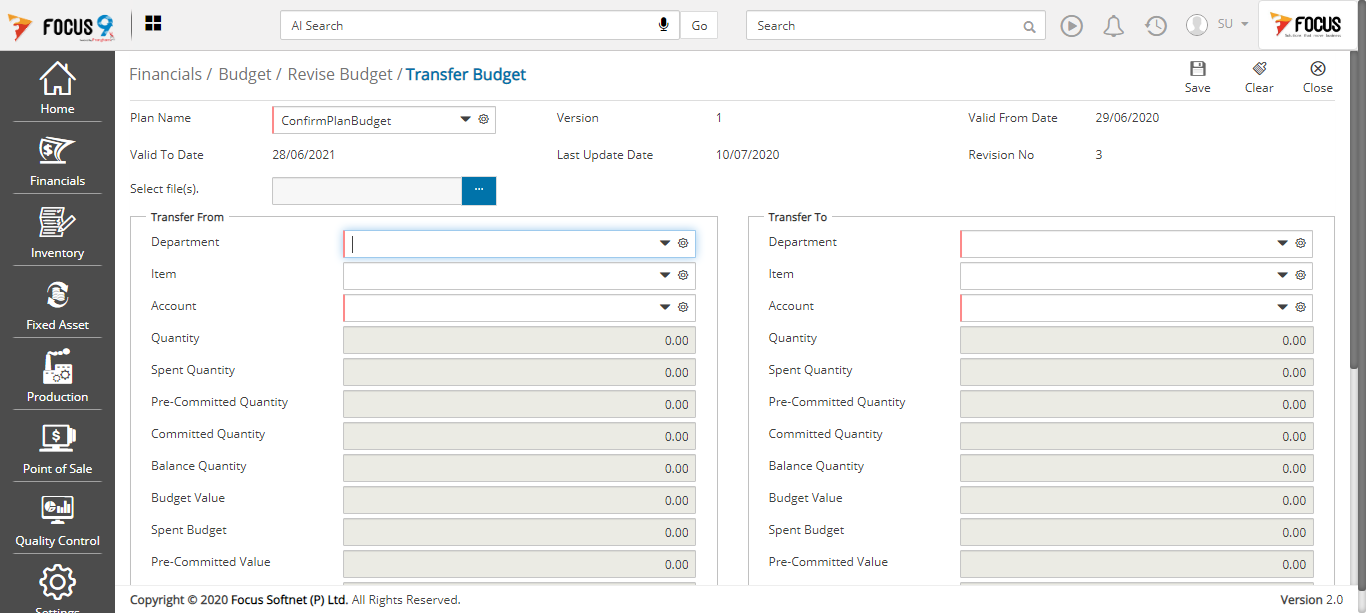 FOCUS 9
AI Search
Go
Search
SU
FOCUS
Home
Financials
Inventory
Fixed Asset
Production
Point of Sale
Quality Control
Settings
Financials / Budget / Revise Budget / Transfer Budget
Save
Clear
Close
Plan Name ConfirmPlanBudget Version 1 Valid From Date 29/06/2020
Valid To Date 28/06/2021 Last Update Date 10/07/2020 Revision No 3
Select file(s). ...
Transfer From
Department
Item
Account
Quantity 0.00
Spent Quantity 0.00
Pre-Committed Quantity 0.00
Committed Quantity 0.00
Balance Quantity 0.00
Budget Value 0.00
Spent Budget 0.00
Pre-Committed Value 0.00
Transfer To
Department
Item
Account
Quantity 0.00
Spent Quantity 0.00
Pre-Committed Quantity 0.00
Committed Quantity 0.00
Balance Quantity 0.00
Budget Value 0.00
Spent Budget 0.00
Pre-Committed Value 0.00
Copyright © 2020 Focus Softnet (P) Ltd. All Rights Reserved.
Version 2.0